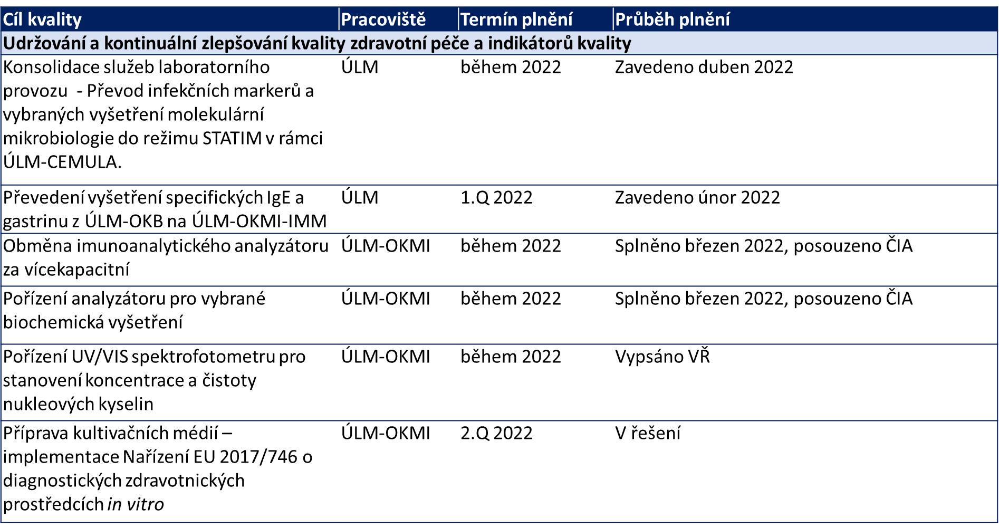 Cíl kvality Pracoviště Termín plnění Průběh plnění
Udržování a kontinuální zlepšování kvality zdravotní péče a indikátorů kvality
Konsolidace služeb laboratorního ÚLM během 2022 Zavedeno duben 2022
provozu - Převod infekčních markerů a
vybraných vyšetření molekulární
mikrobiologie do režimu STATIM v rámci
ÚLM-CEMULA.
Převedení vyšetření specifických IgE a ÚLM 1.Q 2022 Zavedeno únor 2022
gastrinu z ÚLM-OKB na ÚLM-OKMI-IMM
Obměna imunoanalytického analyzátoru ÚLM-OKMI během 2022 Splněno březen 2022, posouzeno ČIA
za vícekapacitní
Pořízení analyzátoru pro vybrané ÚLM-OKMI během 2022 Splněno březen 2022, posouzeno ČIA
biochemická vyšetření
Pořízení UV/VIS spektrofotometru pro ÚLM-OKMI během 2022 Vypsáno VŘ
stanovení koncentrace a čistoty
nukleových kyselin
Příprava kultivačních médií – ÚLM-OKMI 2.Q 2022 V řešení
implementace Nařízení EU 2017/746 o
diagnostických zdravotnických
prostředcích in vitro